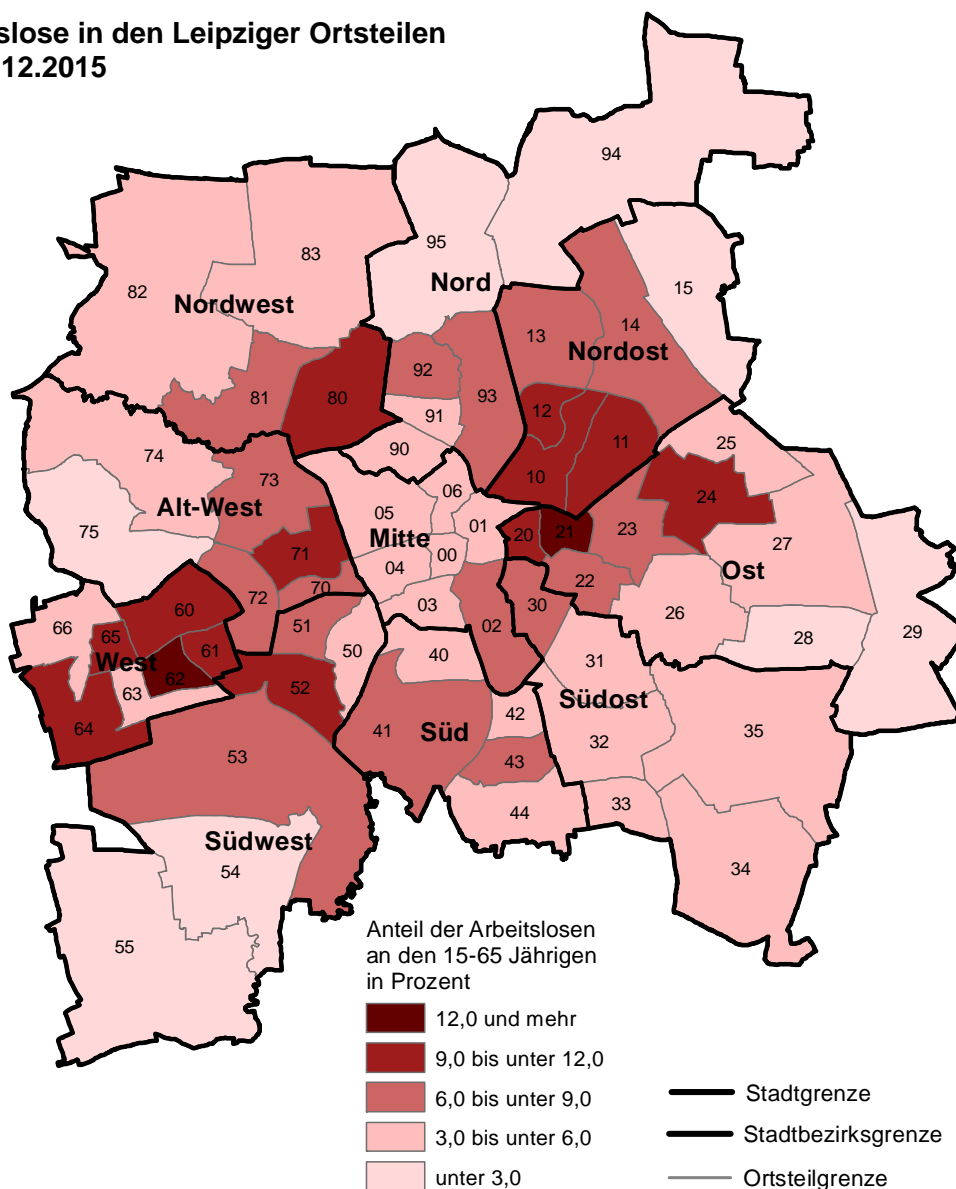 slose in den Leipziger Ortsteilen
12.2015
94
83
95
82
Nord
15
Nordwest
13
14
Nordost
92
81
80
93
91
12
11
25
74
90
10
73
24
06
05
Alt-West
01
75
Mitte
20
21
23
27
71
00
04
Ost
70
22
60
72
03
30
26
66
51
02
28
29
65
61
50
40
31
West
62
63
52
Südost
64
41
42
35
Süd
32
53
43
33
44
Südwest
54
34
55
Anteil der Arbeitslosen
an den 15-65 Jährigen
in Prozent
12,0 und mehr
9,0 bis unter 12,0
6,0 bis unter 9,0
3,0 bis unter 6,0
unter 3,0
Stadtgrenze
Stadtbezirksgrenze
Ortsteilgrenze